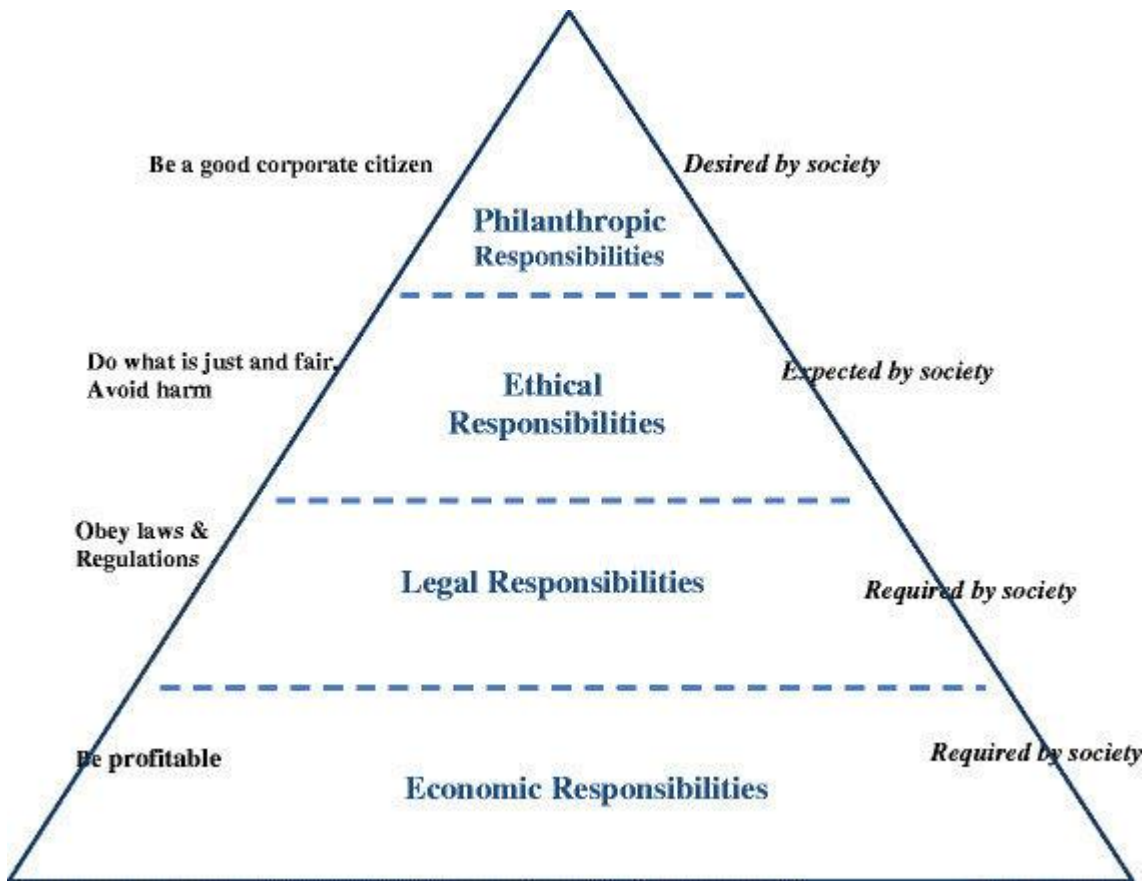 Be a good corporate citizen
Desired by society
Philanthropic
Responsibilities
Do what is just and fair,
Avoid harm
Expected by society
Ethical
Responsibilities
Obey laws &
Regulations
Legal Responsibilities
Required by society
Be profitable
Required by society
Economic Responsibilities